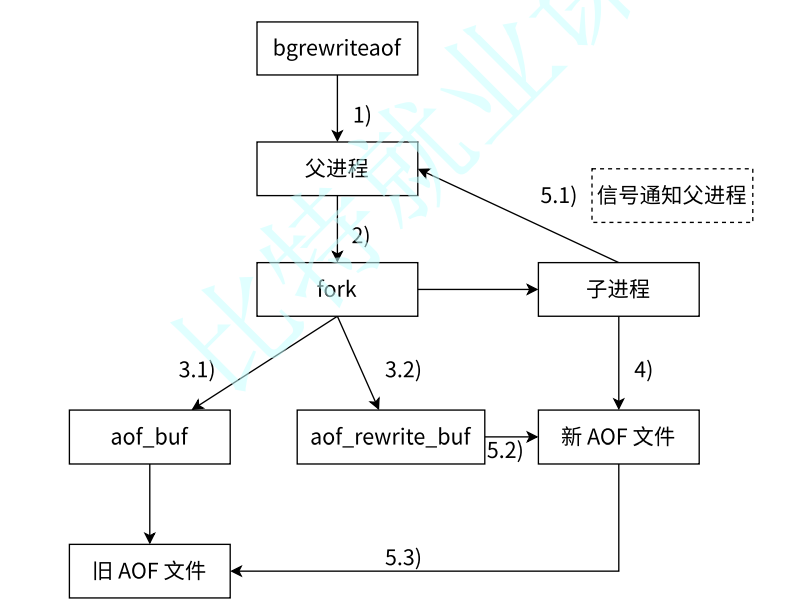 bgrewriteaof
1)
父进程
5.1)
信号通知父进程
2)
fork
子进程
3.1)
3.2)
4)
aof_buf
aof_rewrite_buf
5.2)
新 AOF 文件
5.3)
旧 AOF 文件
比特就业课